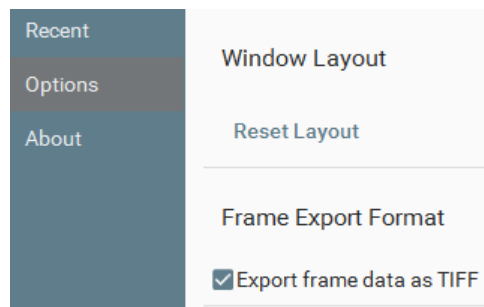 Recent
Options
About
Window Layout
Reset Layout
Frame Export Format
Export frame data as TIFF